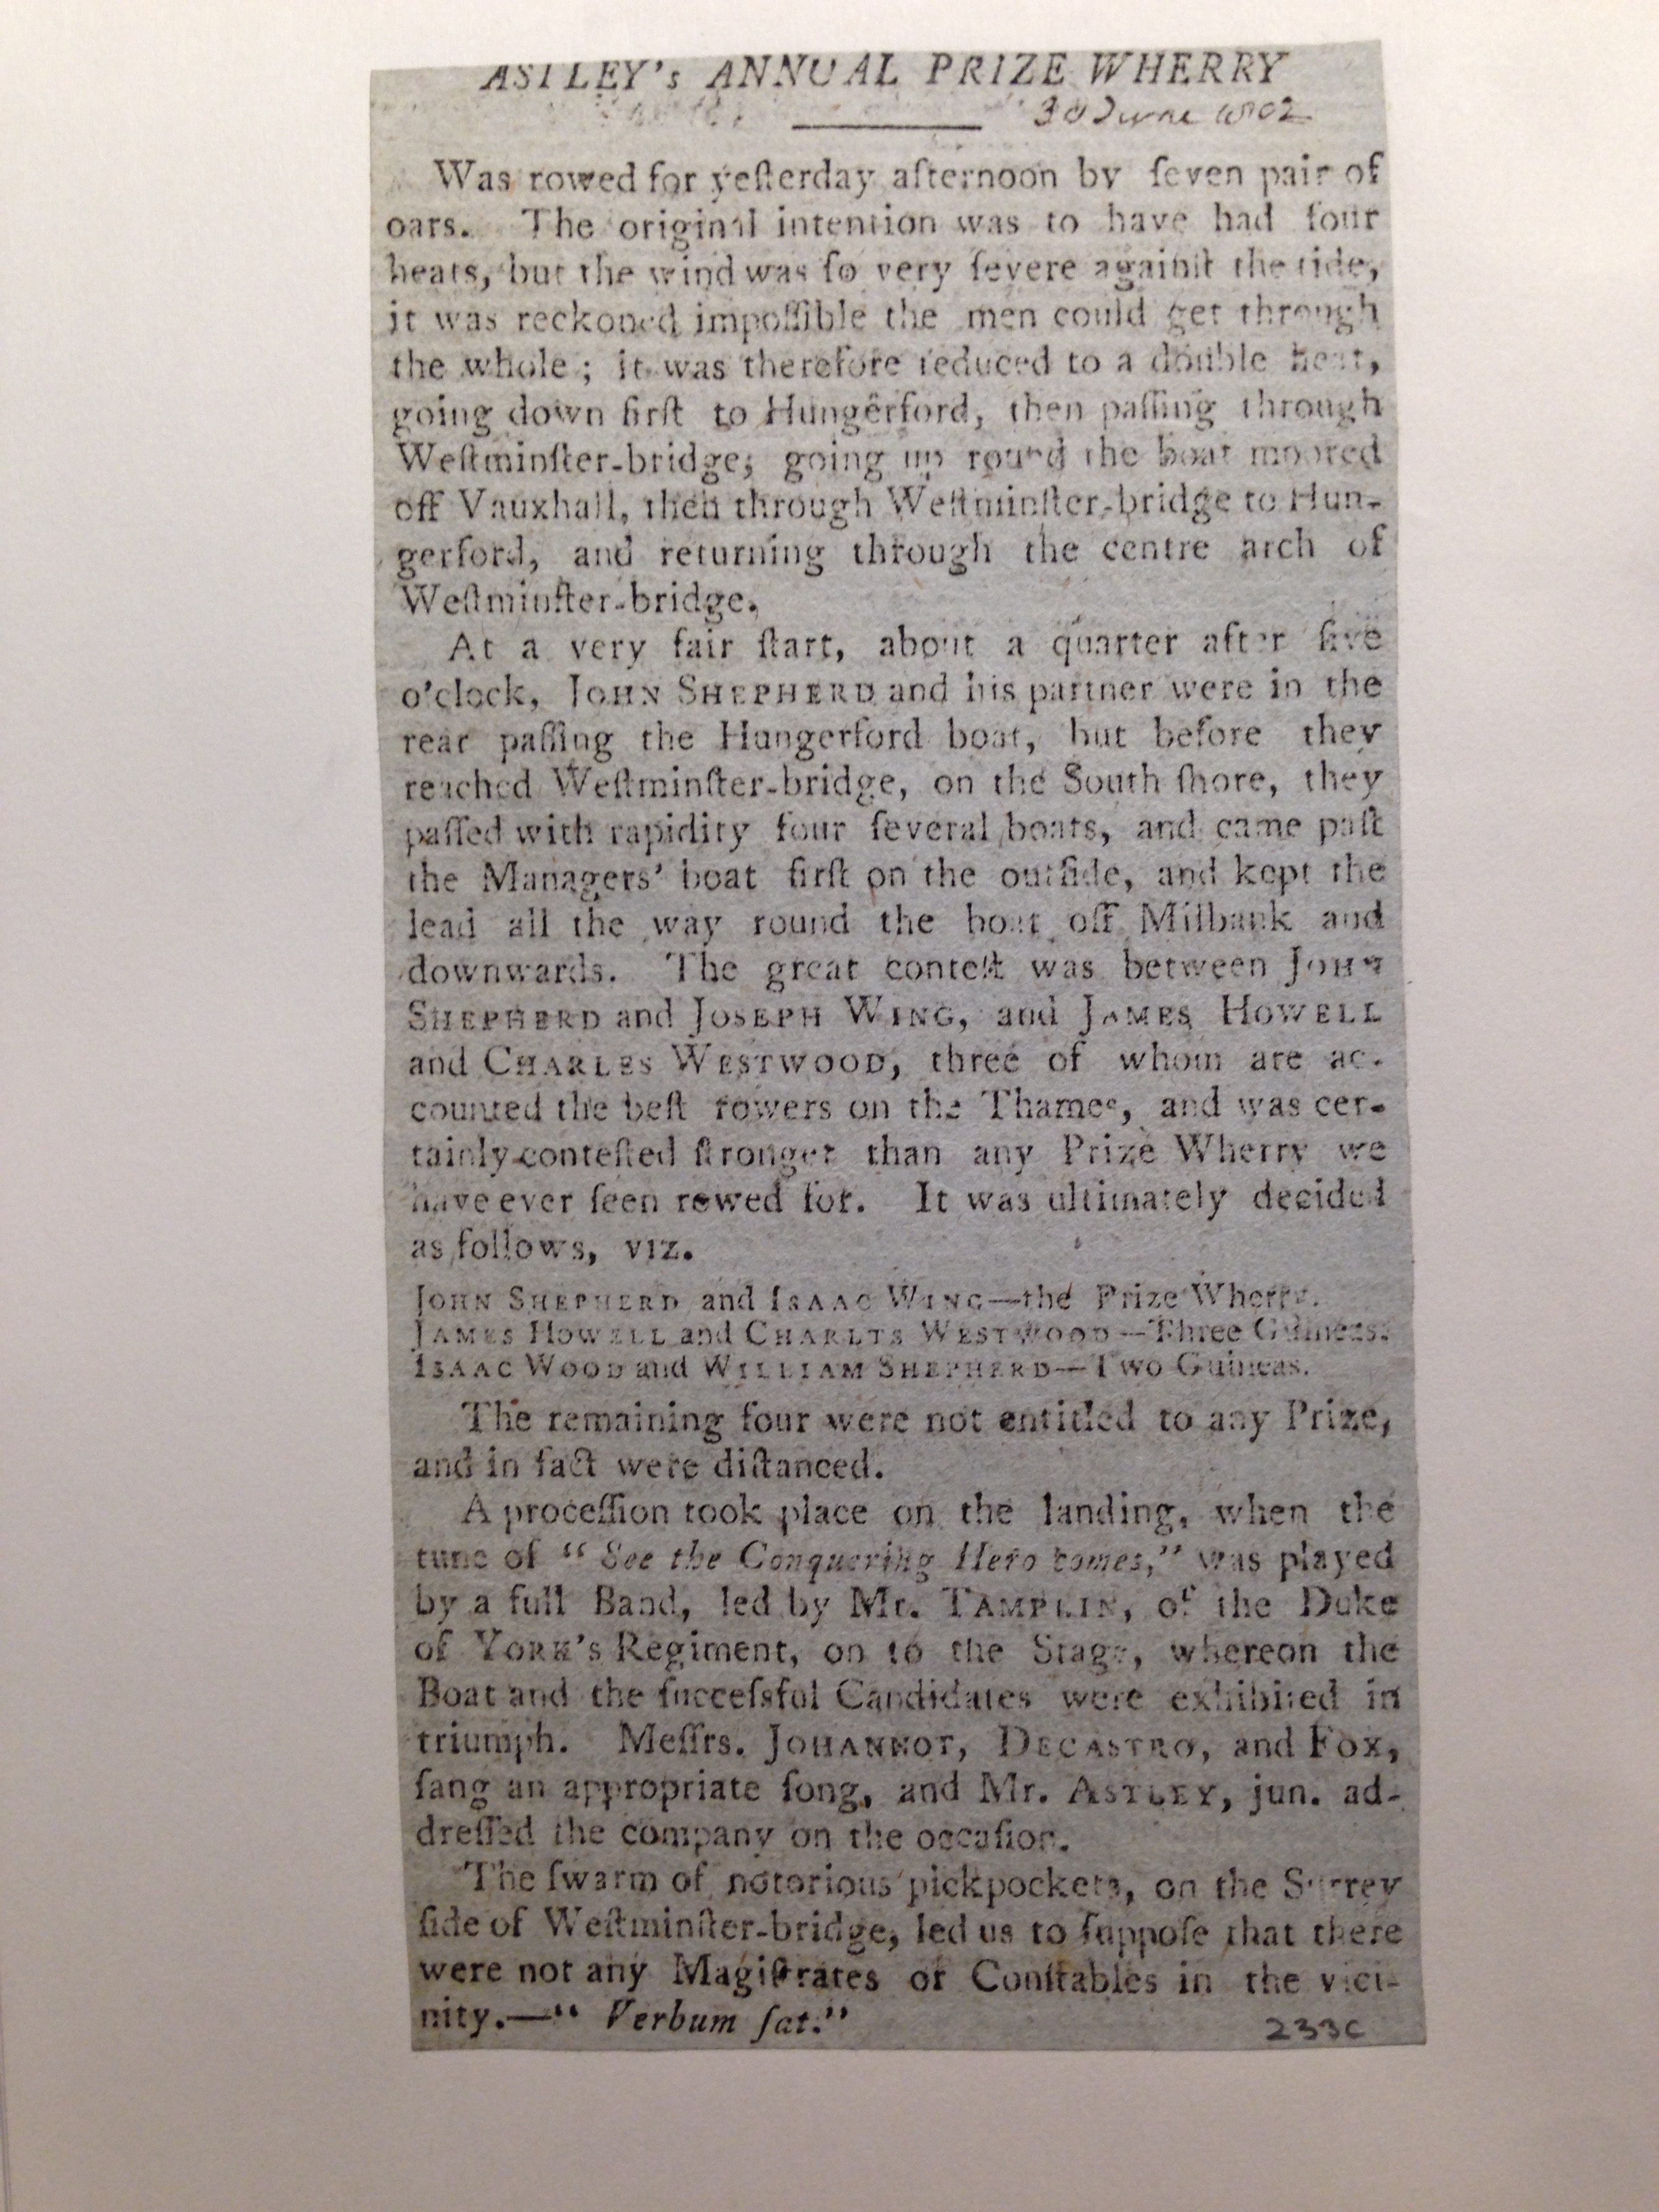 ASTLEY's ANNUAL PRIZE WHERRY
30 June 1802
Was rowed for yeſterday afternoon by ſeven pair of
oars. The original intention was to have had four
heats, but the wind was ſo very ſevere againſt the tide,
it was reckoned impoſſible the men could get through
the whole ; it was therefore reduced to a double heat,
going down firſt to Hungerford, then paſſing through
Weſtminſter-bridge; going up round the boat moored
off Vauxhall, then through Weſtminſter-bridge to Hun-
gerford, and returning through the centre arch of
Weſtminſter-bridge.
At a very fair ſtart, about a quarter after five
o'clock, JOHN SHEPHERD and his partner were in the
rear paſſing the Hungerford boat, but before they
reached Weſtminſter-bridge, on the South ſhore, they
paſſed with rapidity four ſeveral boats, and came paſt
the Managers' boat firſt on the outſide, and kept the
lead all the way round the boat off Milbank and
downwards. The great conteſt was between JOHN
SHEPHERD and JOSEPH WING, and JAMES HOWELL
and CHARLES WESTWOOD, three of whom are ac-
counted the beſt rowers on the Thames, and was cer-
tainly conteſted ſtronger than any Prize Wherry we
have ever ſeen rowed for. It was ultimately decided
as follows, viz.
JOHN SHEPHERD and ISAAC WING—the Prize Wherry.
JAMES HOWELL and CHARLTS WESTWOOD—Three Guineas.
ISAAC WOOD and WILLIAM SHEPHERD—Two Guineas.
The remaining four were not entitled to any Prize,
and in fact were diſtanced.
A proceſſion took place on the landing, when the
tune of “ See the Conquering Hero comes,” was played
by a full Band, led by Mr. TAMPLIN, of the Duke
of YORK's Regiment, on to the Stage, whereon the
Boat and the ſucceſsful Candidates were exhibited in
triumph. Meſſrs. JOHANNOT, DECASTRO, and FOX,
ſang an appropriate ſong, and Mr. ASTLEY, jun. ad-
dreſſed the company on the occaſion.
The ſwarm of notorious pickpockets, on the Surrey
ſide of Weſtminſter-bridge, led us to ſuppoſe that there
were not any Magiſtrates or Conſtables in the vici-
nity.—“ Verbum ſat.”
233C